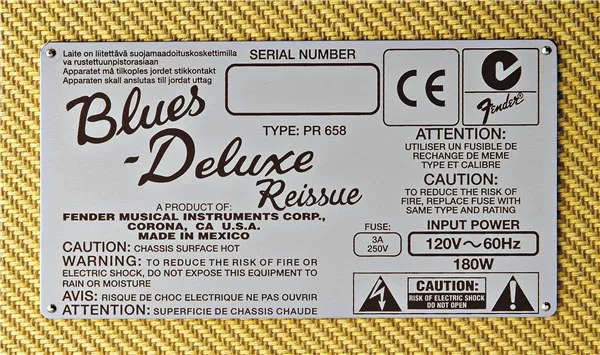 Laite on liitettävä suojamaadoituskoskettimilla
va rustettuunpistorasiaan
Apparatet må tilkoples jordet stikkontakt
Apparaten skall anslutas till jordat uttag
SERIAL NUMBER
CE
Fender®
Blues
-Deluxe
Reissue
TYPE: PR 658
ATTENTION:
UTILISER UN FUSIBLE DE
RECHANGE DE MEME
TYPE ET CALIBRE
CAUTION:
TO REDUCE THE RISK OF
FIRE, REPLACE FUSE WITH
SAME TYPE AND RATING
A PRODUCT OF:
FENDER MUSICAL INSTRUMENTS CORP.,
CORONA, CA U.S.A.
MADE IN MEXICO
CAUTION: CHASSIS SURFACE HOT
WARNING: TO REDUCE THE RISK OF FIRE OR
ELECTRIC SHOCK, DO NOT EXPOSE THIS EQUIPMENT TO
RAIN OR MOISTURE
AVIS: RISQUE DE CHOC ELECTRIQUE NE PAS OUVRIR
ATTENTION: SUPERFICIE DE CHASSIS CHAUDE
FUSE:
3A
250V
INPUT POWER
120V~60Hz
180W
CAUTION:
RISK OF ELECTRIC SHOCK
DO NOT OPEN